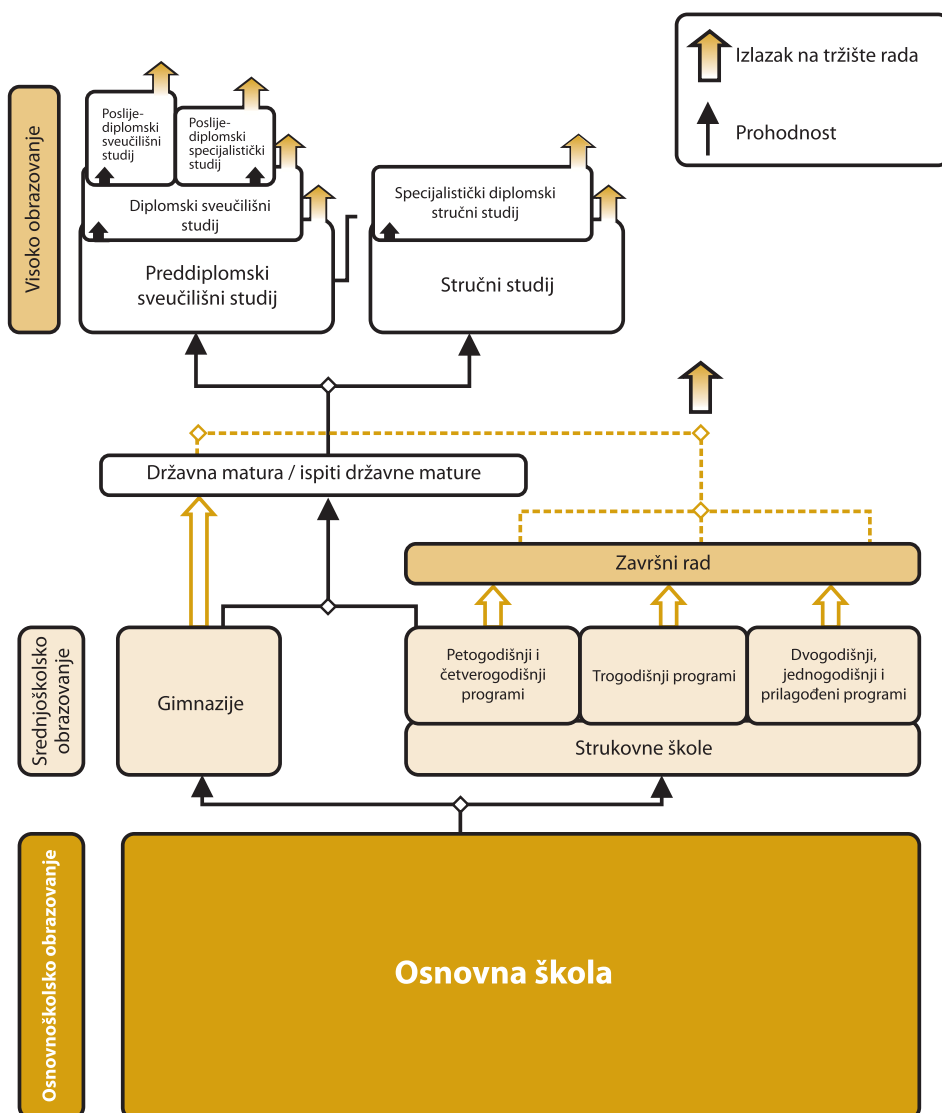 Izlazak na tržište rada
Prohodnost
Visoko obrazovanje
Poslije-
diplomski
sveučilišni
studij
Poslije-
diplomski
specijalistički
studij
Diplomski sveučilišni
studij
Preddiplomski
sveučilišni studij
Specijalistički diplomski
stručni studij
Stručni studij
Državna matura / ispiti državne mature
Završni rad
Srednjoškolsko
obrazovanje
Gimnazije
Petogodišnji i
četverogodišnji
programi
Trogodišnji programi
Dvogodišnji,
jednogodišnji i
prilagođeni programi
Strukovne škole
Osnovnoškolsko obrazovanje
Osnovna škola